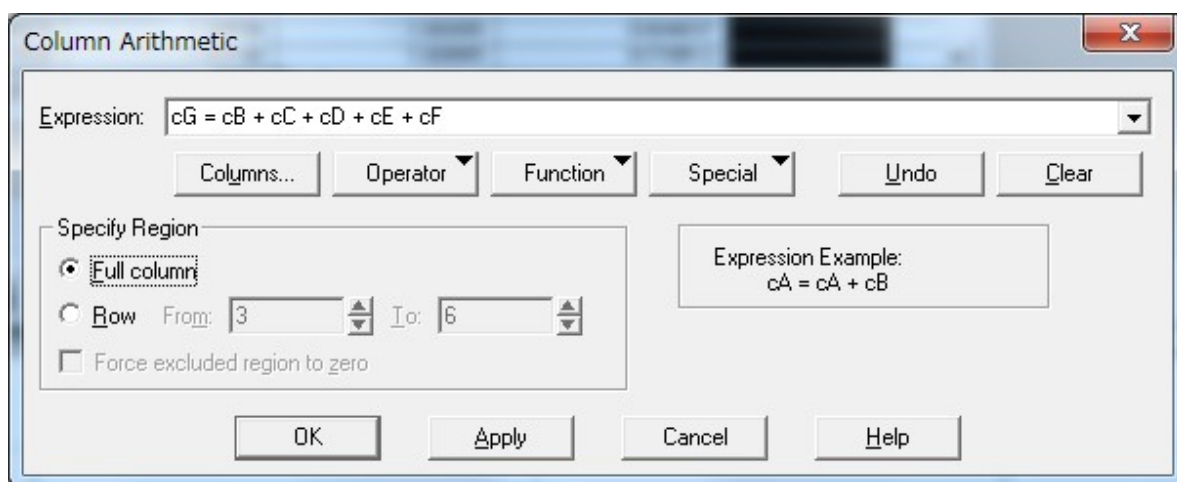 Column Arithmetic
Expression: cG = cB + cC + cD + cE + cF
Columns... Operator Function Special Undo Clear
Specify Region
Full column
Row From: 3 To: 6
Force excluded region to zero
Expression Example:
cA = cA + cB
OK Apply Cancel Help